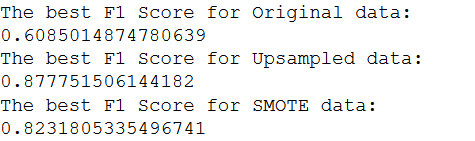 The best F1 Score for Original data:
0.6085014874780639
The best F1 Score for Upsampled data:
0.877751506144182
The best F1 Score for SMOTE data:
0.8231805335496741